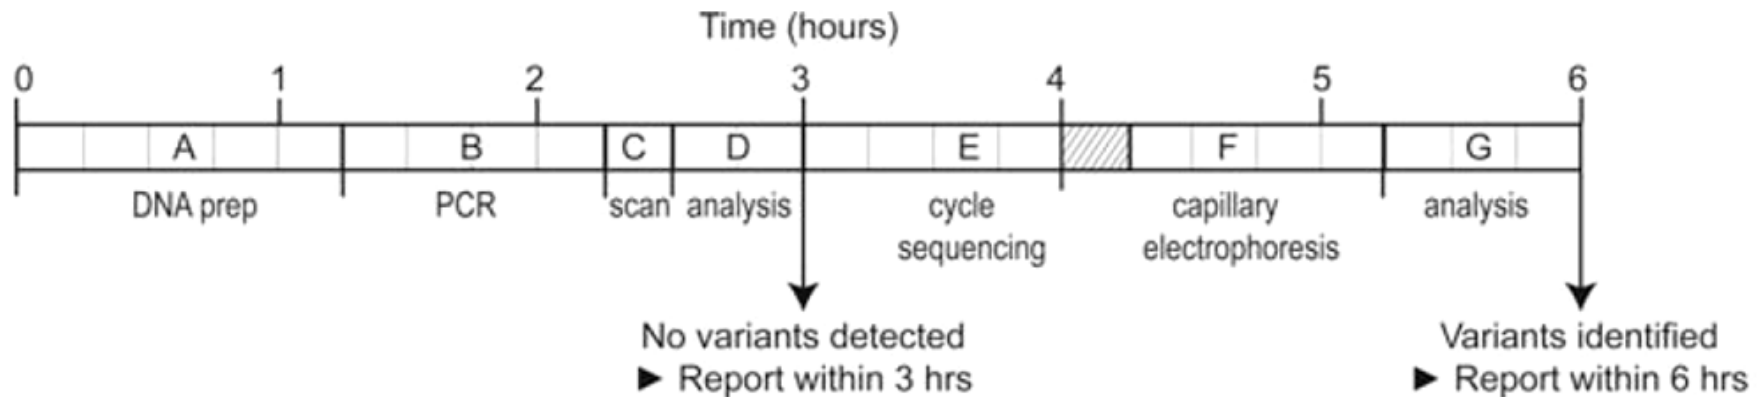 Time (hours)
0 1 2 3 4 5 6
A B C D E F G
DNA prep PCR scan analysis cycle sequencing capillary electrophoresis analysis
No variants detected
► Report within 3 hrs
Variants identified
► Report within 6 hrs